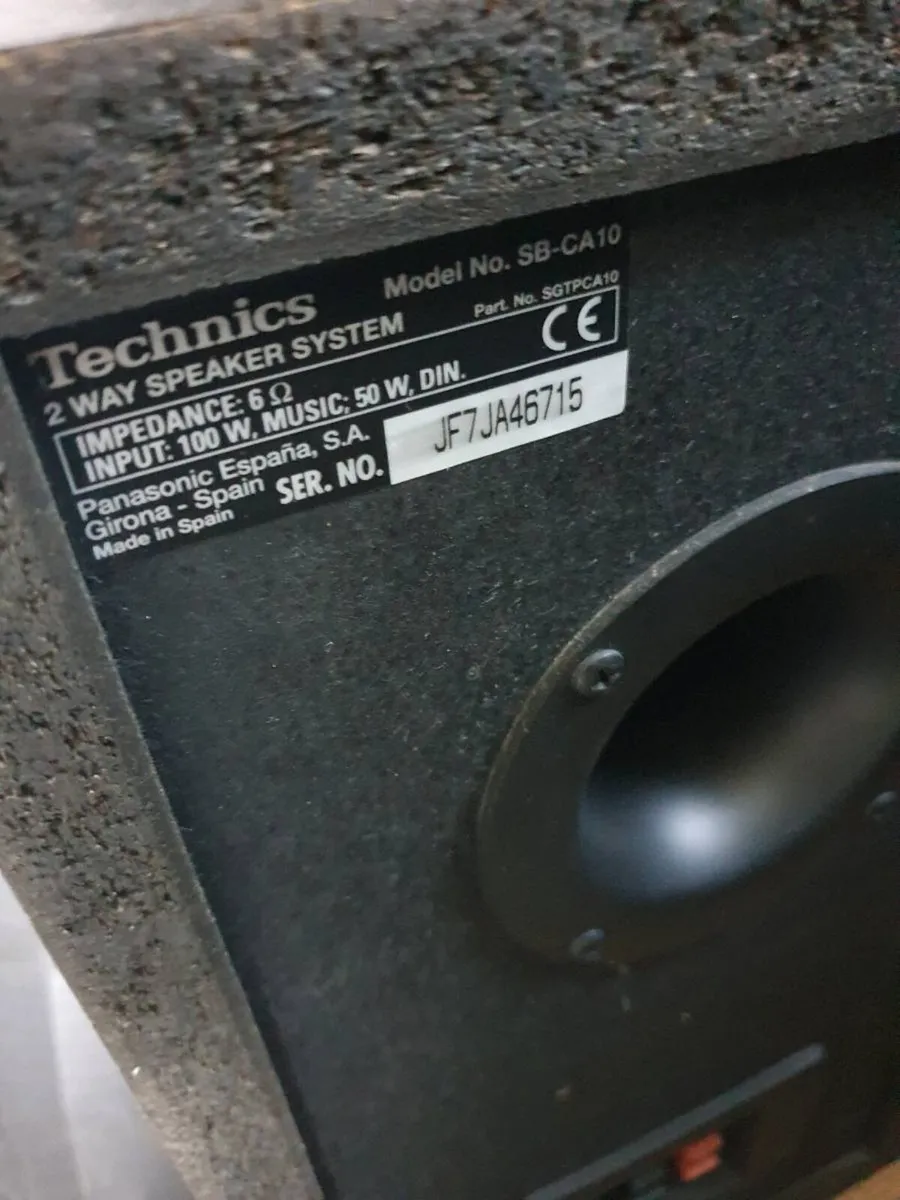 Technics
Model No. SB-CA10
2 WAY SPEAKER SYSTEM
Part. No. SGTPCA10
IMPEDANCE: 6 Ω
INPUT: 100 W, MUSIC; 50 W, DIN.
CE
Panasonic España, S.A.
Girona - Spain
Made in Spain
SER. NO. JF7JA46715